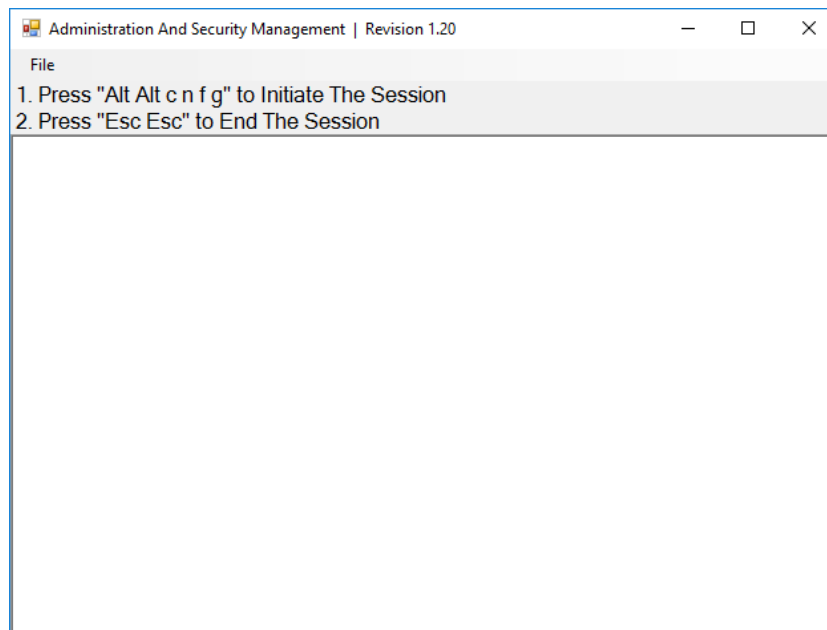 Administration And Security Management | Revision 1.20
File
1. Press "Alt Alt c n f g" to Initiate The Session
2. Press "Esc Esc" to End The Session